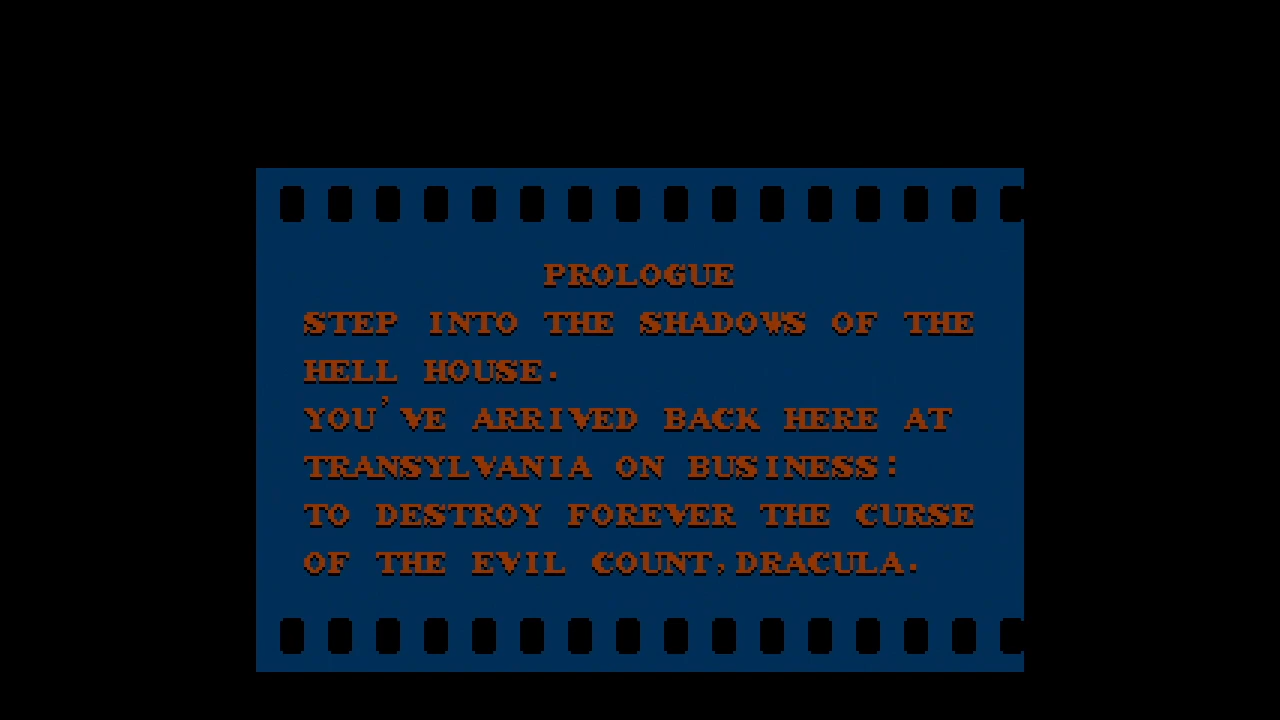 PROLOGUE
STEP INTO THE SHADOWS OF THE
HELL HOUSE.
YOU'VE ARRIVED BACK HERE AT
TRANSYLVANIA ON BUSINESS:
TO DESTROY FOREVER THE CURSE
OF THE EVIL COUNT,DRACULA.